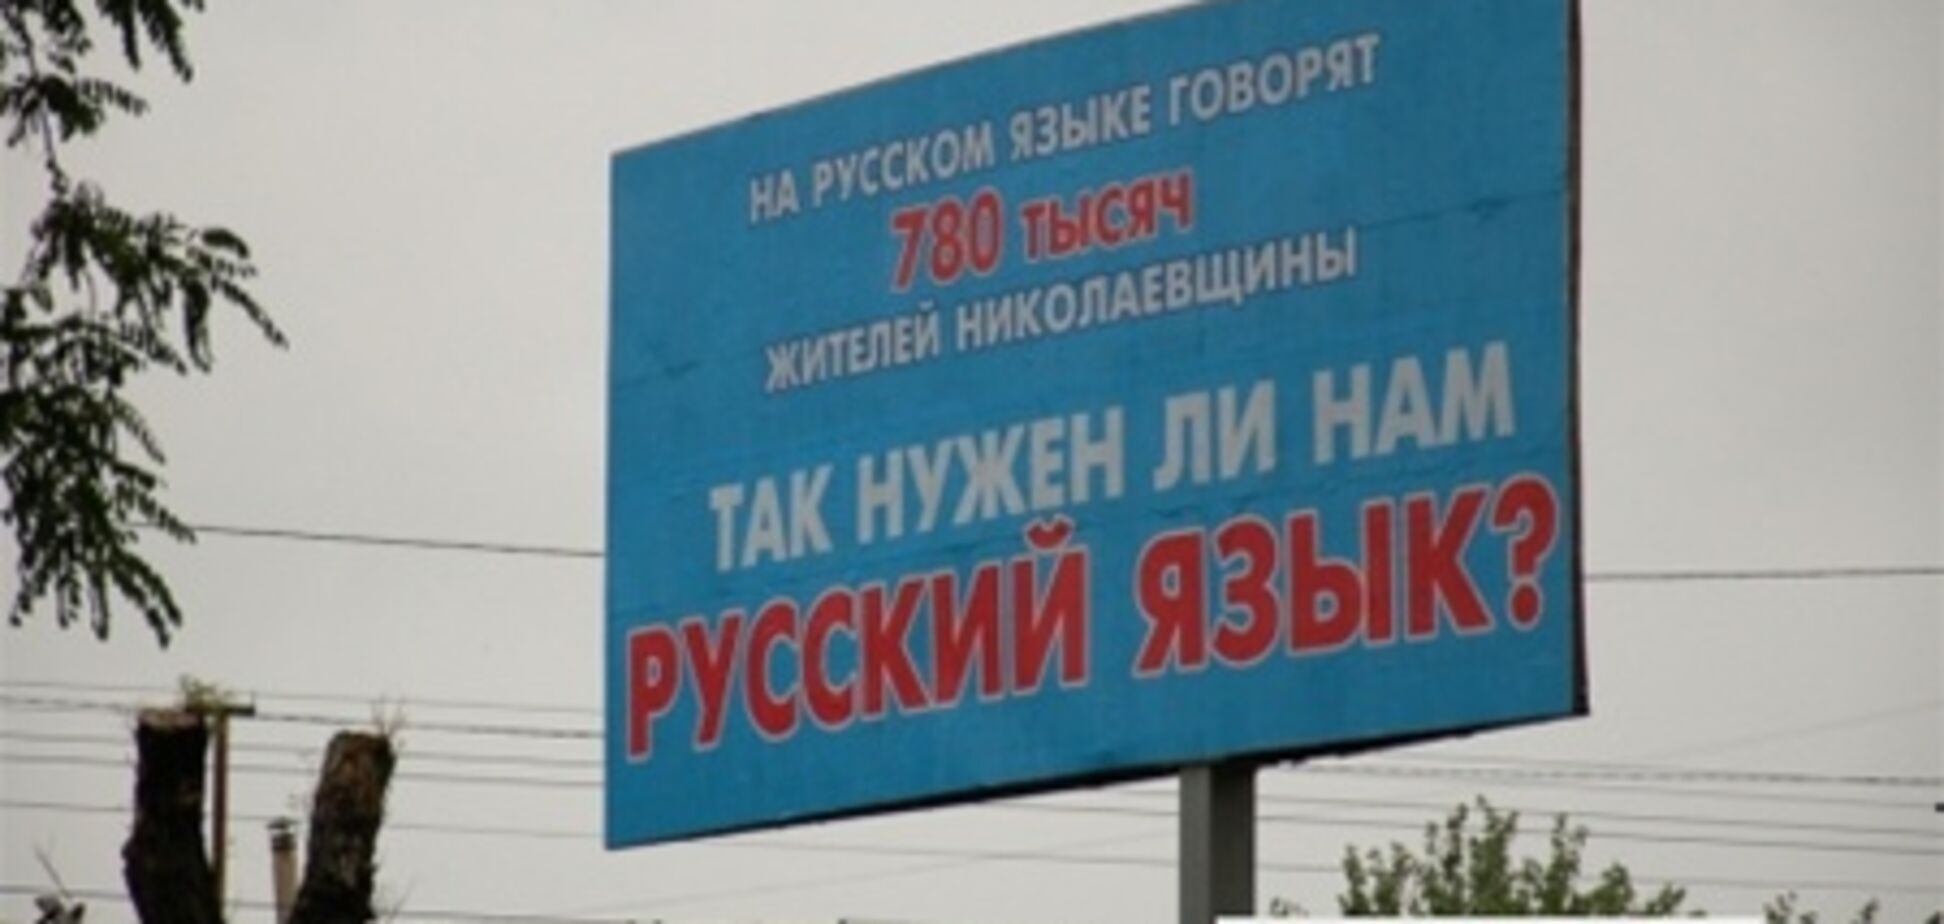 НА РУССКОМ ЯЗЫКЕ ГОВОРЯТ
780 ТЫСЯЧ
ЖИТЕЛЕЙ НИКОЛАЕВЩИНЫ
ТАК НУЖЕН ЛИ НАМ
РУССКИЙ ЯЗЫК?